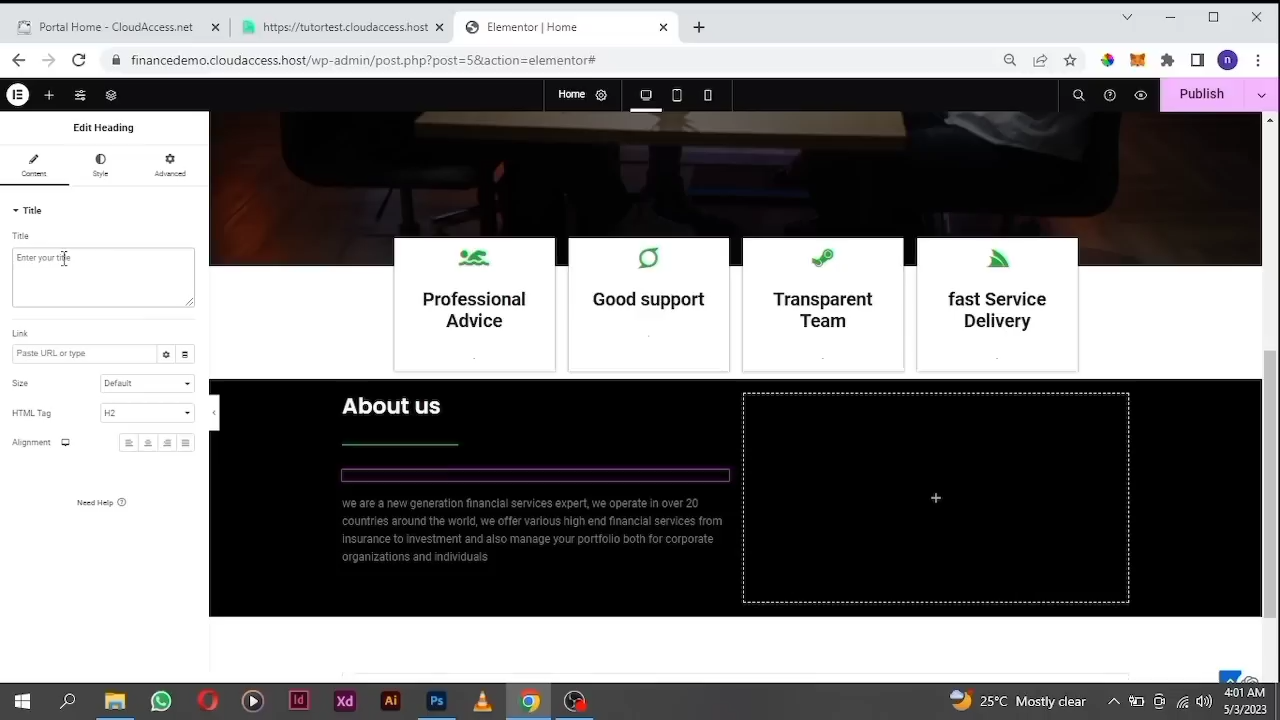 Portal Home - CloudAccess.net
https://tutortest.cloudaccess.host
Elementor | Home
financedemo.cloudaccess.host/wp-admin/post.php?post=5&action=elementor#
n
Home
Publish
Edit Heading
Content
Style
Advanced
Title
Title
Enter your title
Link
Paste URL or type
Size
Default
HTML Tag
H2
Alignment
Need Help
Professional
Advice
.
Good support
.
Transparent
Team
.
fast Service
Delivery
.
About us
we are a new generation financial services expert, we operate in over 20
countries around the world, we offer various high end financial services from
insurance to investment and also manage your portfolio both for corporate
organizations and individuals
Id
Xd
Ai
Ps
25°C Mostly clear
4:01 AM
5/3/2023